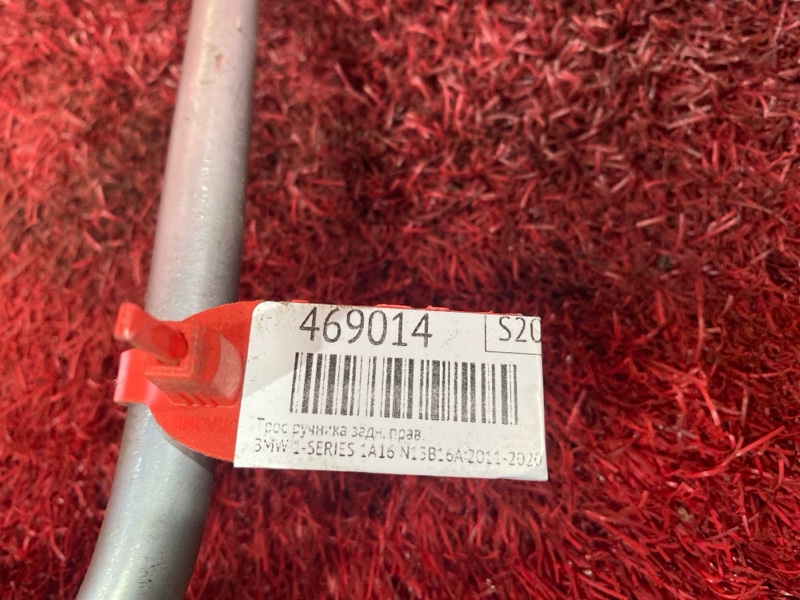 469014
S20
Трос ручника задн. прав.
BMW 1-SERIES 1A16 N13B16A 2011-2020